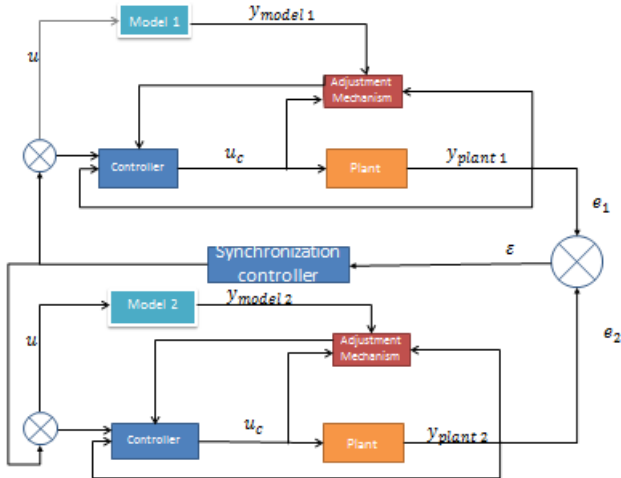 Model 1
y_model 1
u
Adjustment
Mechanism
Controller
u_c
Plant
y_plant 1
e_1
Synchronization
controller
ε
Model 2
y_model 2
u
Adjustment
Mechanism
e_2
Controller
u_c
Plant
y_plant 2